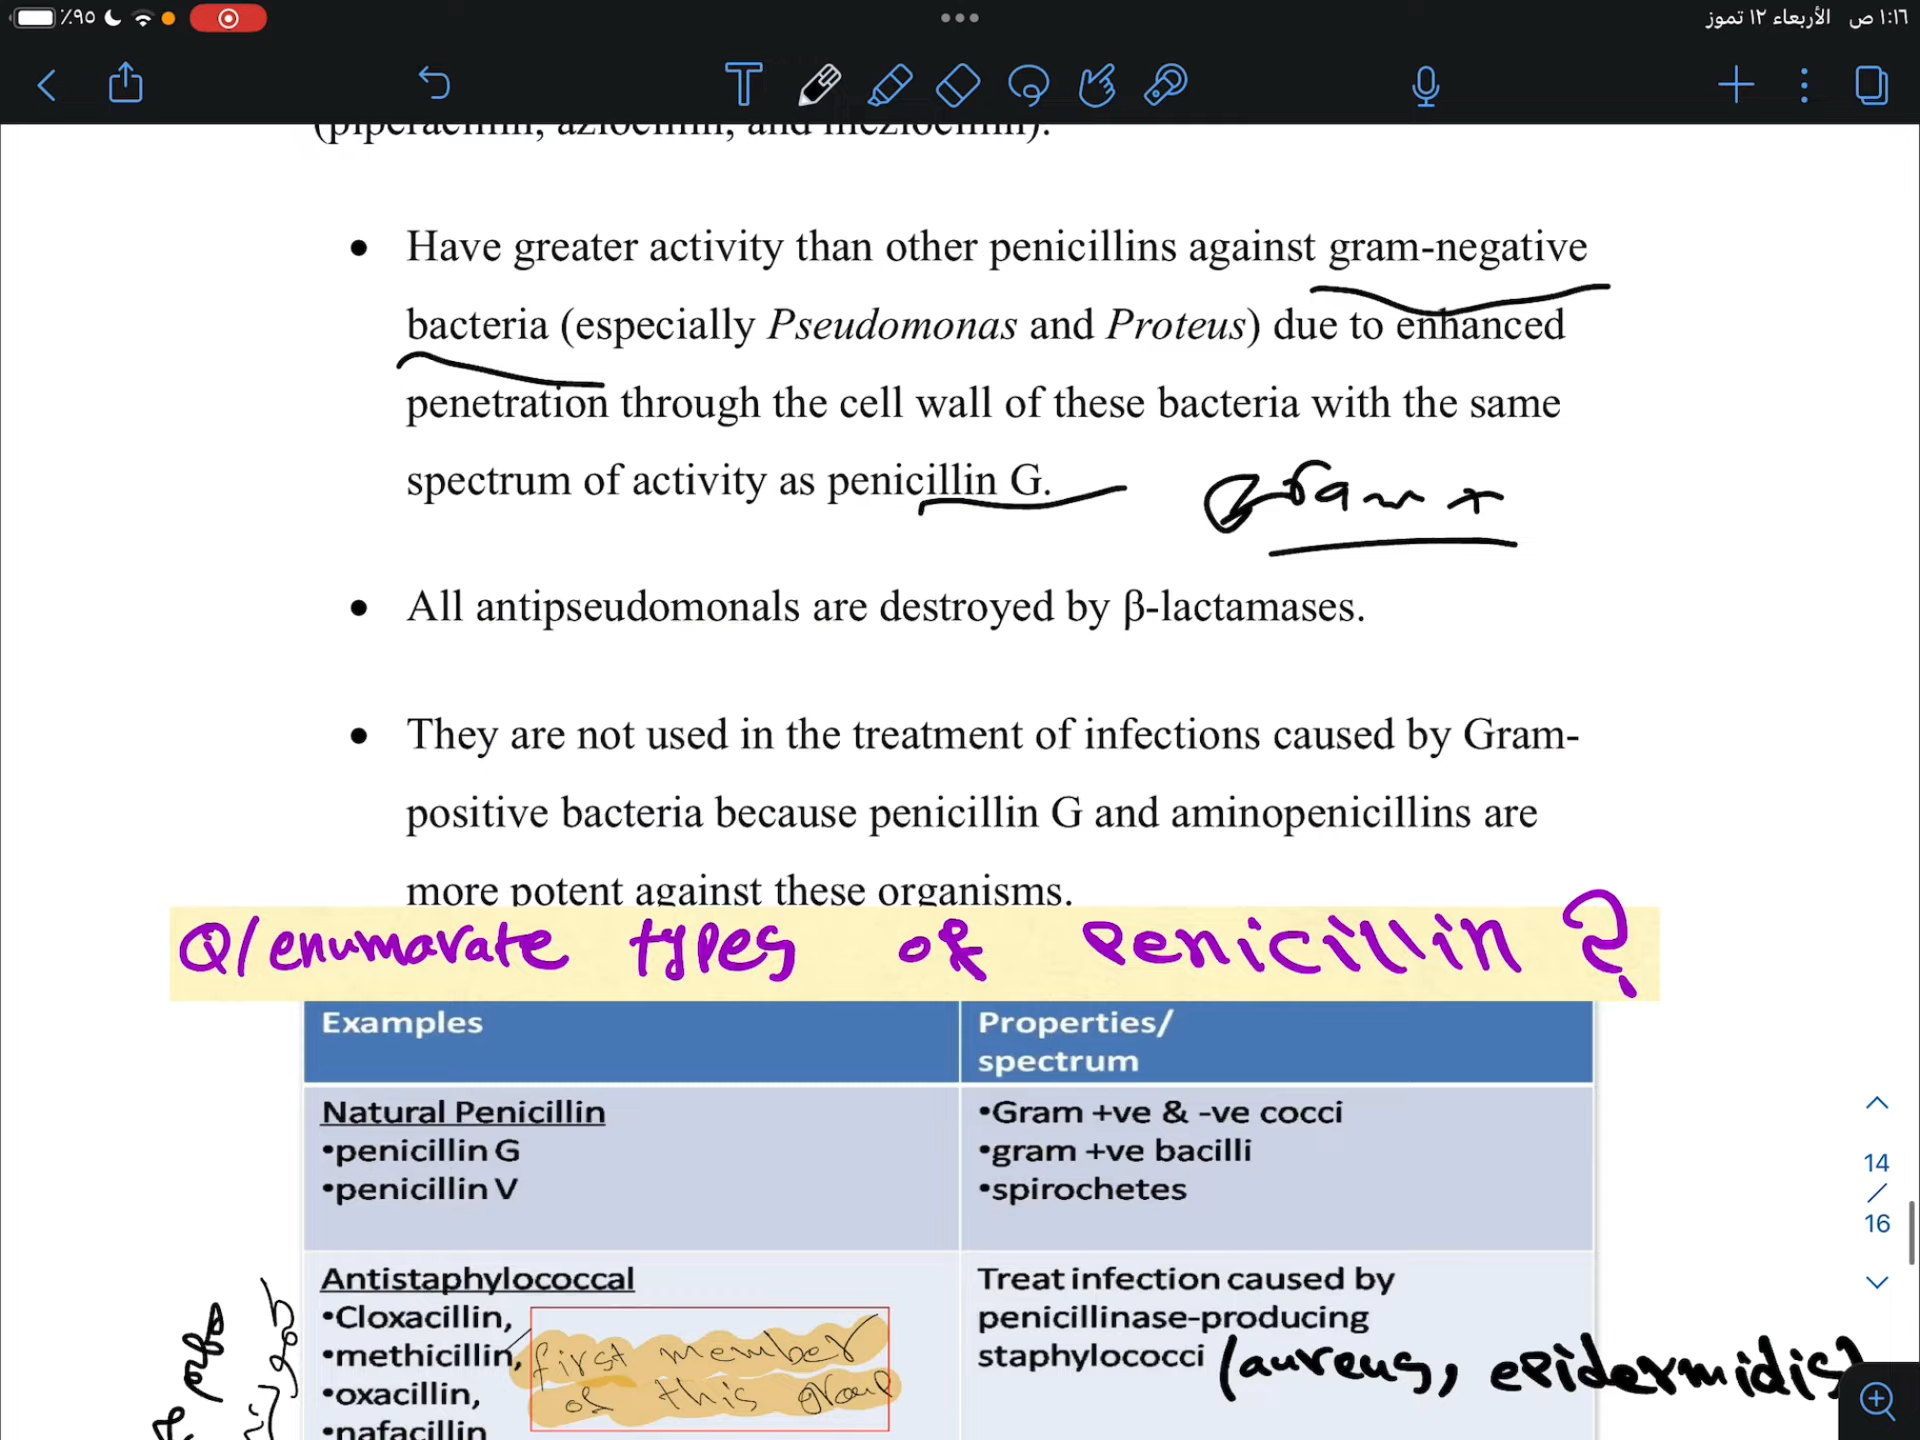 ٪٩٥
١:١٦ ص الأربعاء ١٢ تموز
(piperacillin, azlocillin, and mezlocillin).
• Have greater activity than other penicillins against gram-negative
bacteria (especially Pseudomonas and Proteus) due to enhanced
penetration through the cell wall of these bacteria with the same
spectrum of activity as penicillin G.
Gram +
• All antipseudomonals are destroyed by β-lactamases.
• They are not used in the treatment of infections caused by Gram-
positive bacteria because penicillin G and aminopenicillins are
more potent against these organisms.
Q/enumarate types of Penicillin ?
Examples
Properties/
spectrum
Natural Penicillin
•penicillin G
•penicillin V
•Gram +ve & -ve cocci
•gram +ve bacilli
•spirochetes
Antistaphylococcal
•Cloxacillin,
•methicillin,
•oxacillin,
•nafacillin
first member
of this group
Treat infection caused by
penicillinase-producing
staphylococci (aureus, epidermidis)
14
/
16